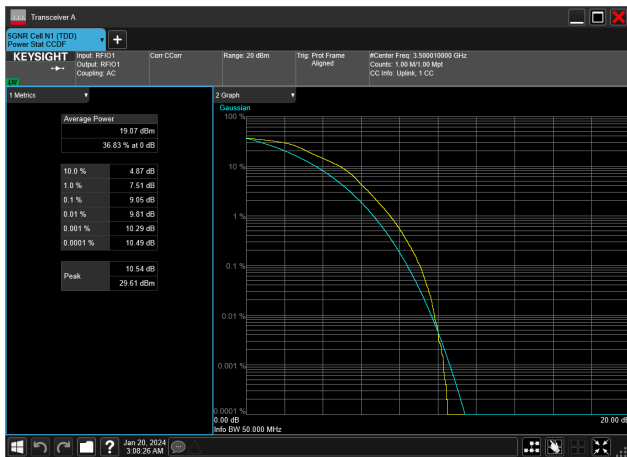 Transceiver A
5GNR Cell N1 (TDD)
Power Stat CCDF
KEYSIGHT
Input: RFIO1
Output: RFIO1
Coupling: AC
Corr CCorr
Range: 20 dBm
Trig: Prot Frame
Aligned
#Center Freq: 3.500010000 GHz
Counts: 1.00 M/1.00 Mpt
CC Info: Uplink, 1 CC
1 Metrics
Average Power
19.07 dBm
36.83 % at 0 dB
10.0 % 4.87 dB
1.0 % 7.51 dB
0.1 % 9.05 dB
0.01 % 9.81 dB
0.001 % 10.29 dB
0.0001 % 10.49 dB
Peak
10.54 dB
29.61 dBm
2 Graph
Gaussian
100 %
10 %
1 %
0.1 %
0.01 %
0.001 %
0.0001 %
0.00 dB
20.00 dB
Info BW 50.000 MHz
Jan 20, 2024
3:08:26 AM